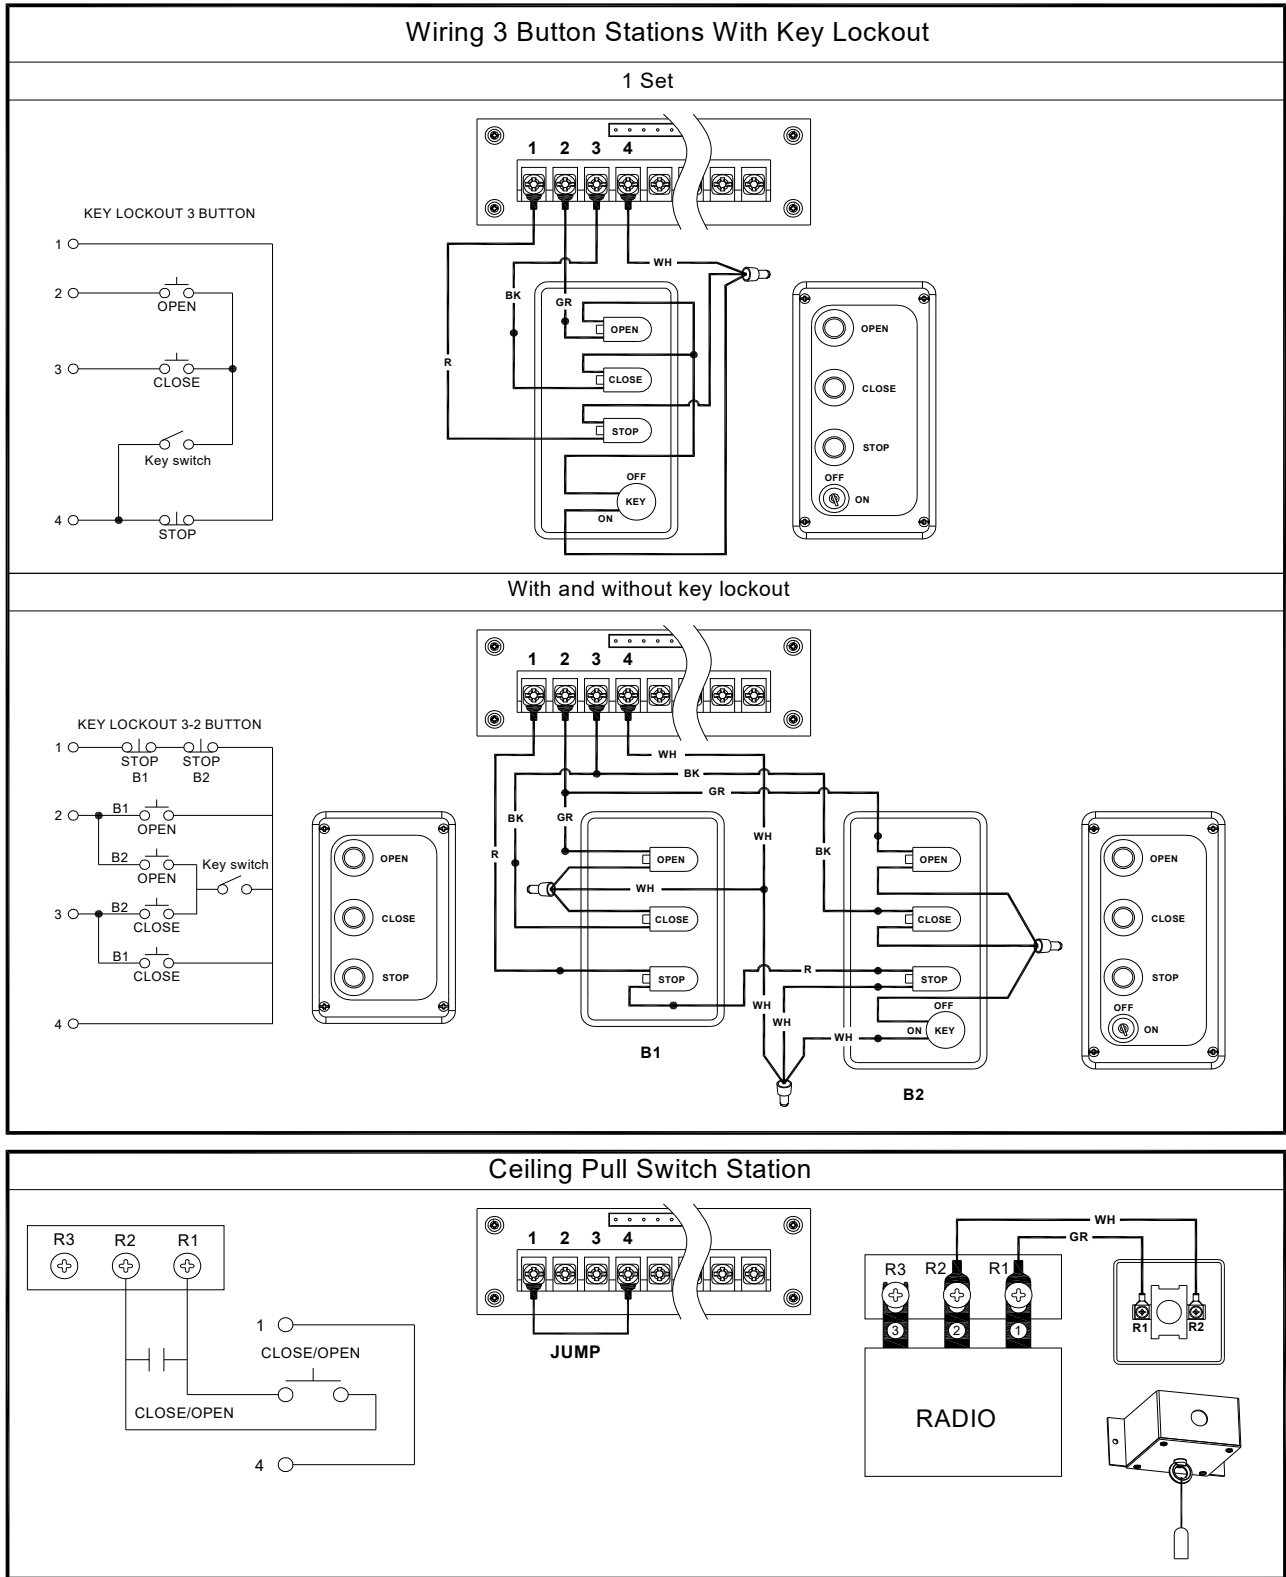 Wiring 3 Button Stations With Key Lockout
1 Set
1 2 3 4
KEY LOCKOUT 3 BUTTON
1
2
OPEN
3
CLOSE
Key switch
4
STOP
WH
BK
GR
R
OPEN
CLOSE
STOP
OFF
KEY
ON
OPEN
CLOSE
STOP
OFF
ON
With and without key lockout
1 2 3 4
KEY LOCKOUT 3-2 BUTTON
1
STOP STOP
B1 B2
2
B1
OPEN
B2
OPEN
Key switch
3
B2
CLOSE
B1
CLOSE
4
OPEN
CLOSE
STOP
WH
BK
GR
BK
GR
R
WH
BK
OPEN
WH
CLOSE
STOP
R
WH
WH
WH
B1
OPEN
CLOSE
STOP
OFF
ON KEY
B2
OPEN
CLOSE
STOP
OFF
ON
Ceiling Pull Switch Station
R3 R2 R1
1
CLOSE/OPEN
CLOSE/OPEN
4
1 2 3 4
JUMP
WH
GR
R3 R2 R1
3 2 1
RADIO
R1 R2